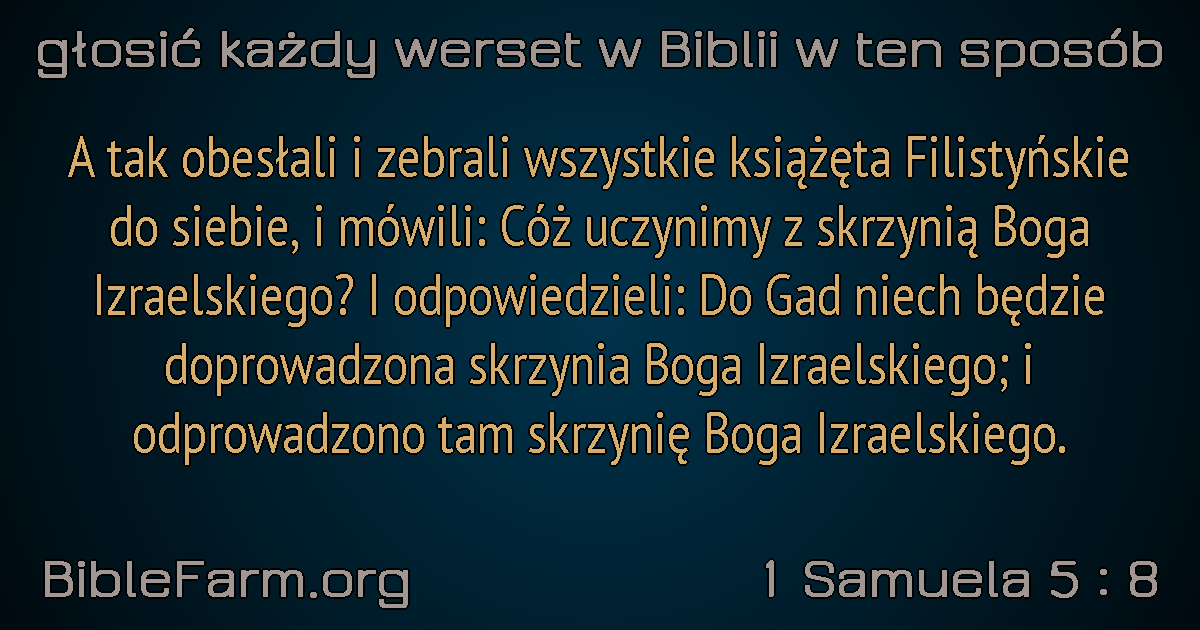 głosić każdy werset w Biblii w ten sposób
A tak obesłali i zebrali wszystkie książęta Filistyńskie
do siebie, i mówili: Cóż uczynimy z skrzynią Boga
Izraelskiego? I odpowiedzieli: Do Gad niech będzie
doprowadzona skrzynia Boga Izraelskiego; i
odprowadzono tam skrzynię Boga Izraelskiego.
BibleFarm.org
1 Samuela 5 : 8